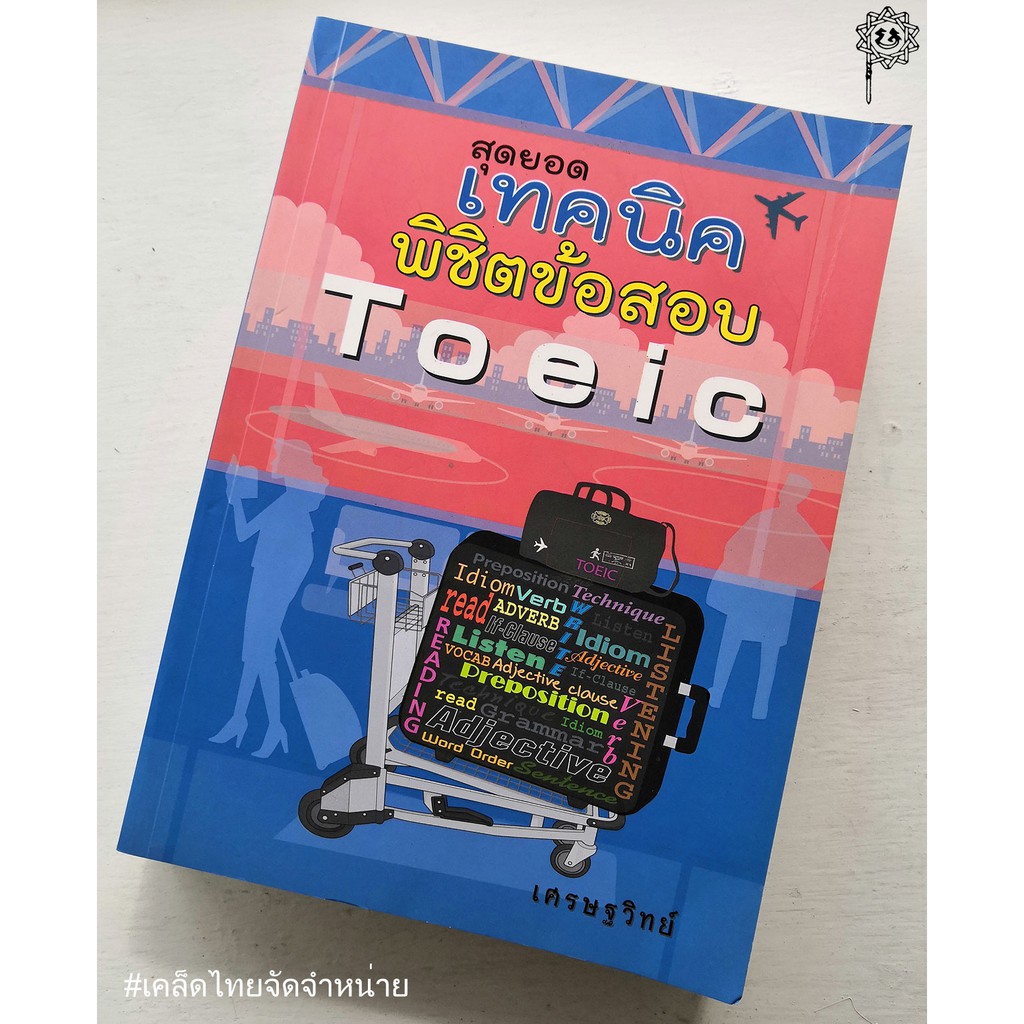 สุดยอด
เทคนิค
พิชิตข้อสอบ
Toeic
TOEIC
Preposition
Technique
Idiom
Verb
WRITE
Listen
LISTENING
read
ADVERB
If-Clause
Idiom
READING
Listen
Adjective
VOCAB
Adjective clause
If-Clause
Technique
Preposition
Verb
read
Grammar
Idiom
Adjective
Word Order
Sentence
เศรษฐวิทย์
#เคล็ดไทยจัดจำหน่าย